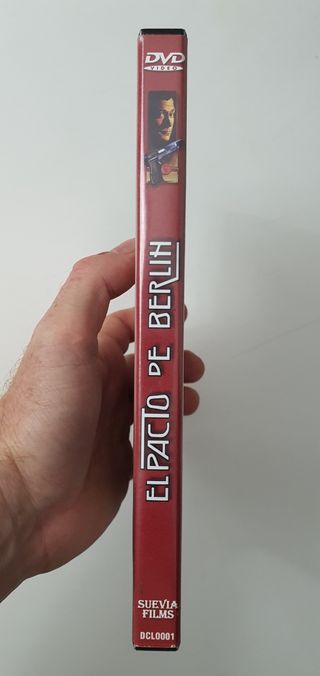 DVD
VIDEO
EL PACTO DE BERLIN
SUEVIA
FILMS
DCL0001